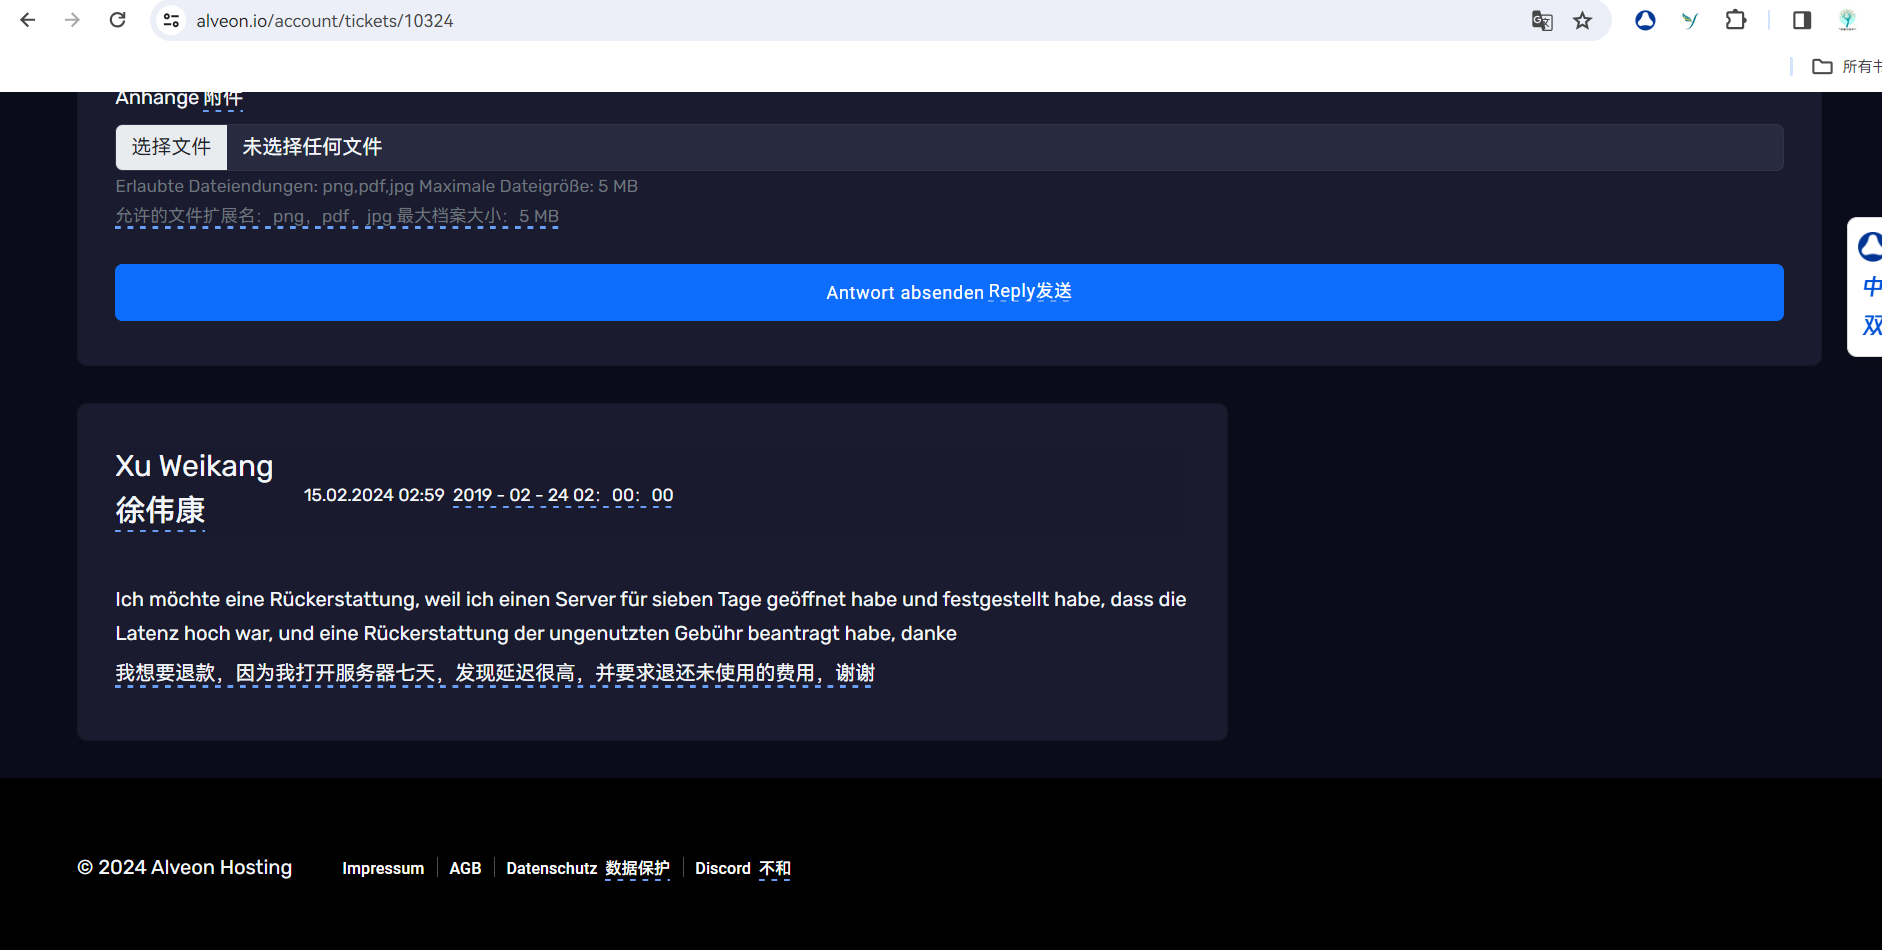 alveon.io/account/tickets/10324
所有书
Anhänge 附件
选择文件 未选择任何文件
Erlaubte Dateiendungen: png,pdf,jpg Maximale Dateigröße: 5 MB
允许的文件扩展名：png，pdf，jpg 最大档案大小：5 MB
中
双
Antwort absenden Reply发送
Xu Weikang
徐伟康
15.02.2024 02:59 2019 - 02 - 24 02：00：00
Ich möchte eine Rückerstattung, weil ich einen Server für sieben Tage geöffnet habe und festgestellt habe, dass die
Latenz hoch war, und eine Rückerstattung der ungenutzten Gebühr beantragt habe, danke
我想要退款，因为我打开服务器七天，发现延迟很高，并要求退还未使用的费用，谢谢
© 2024 Alveon Hosting Impressum AGB Datenschutz 数据保护 Discord 不和